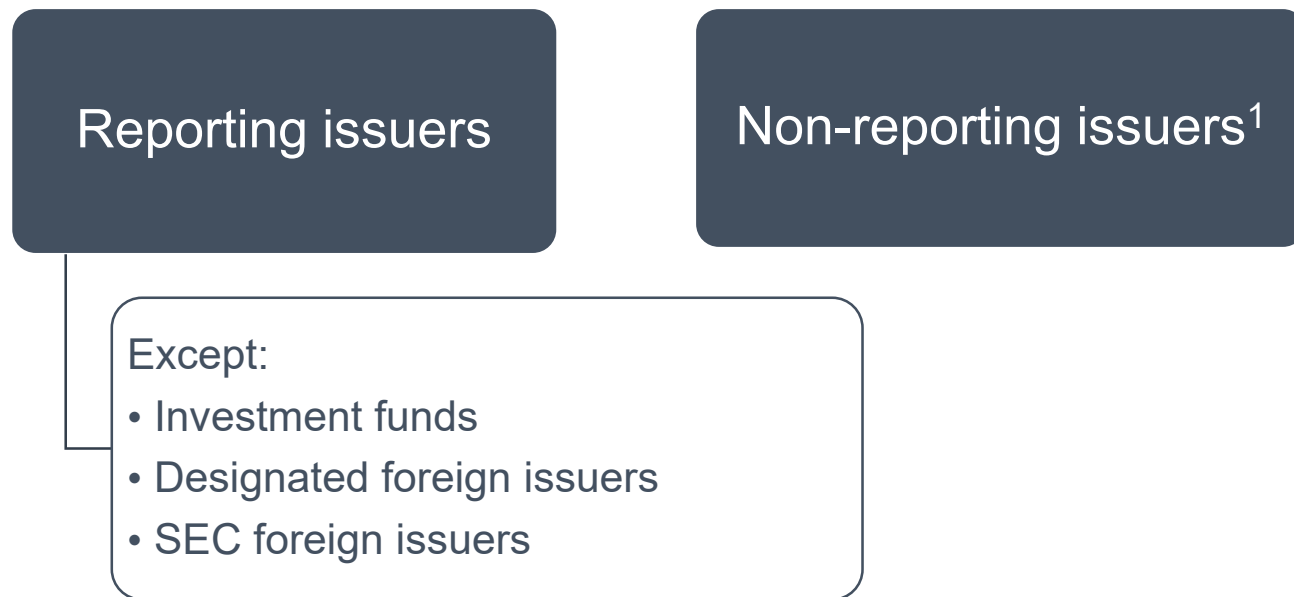 Reporting issuers
Non-reporting issuers¹
Except:
• Investment funds
• Designated foreign issuers
• SEC foreign issuers